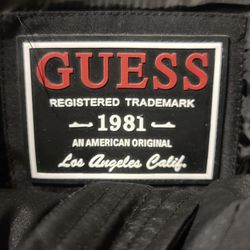 GUESS
REGISTERED TRADEMARK
1981
AN AMERICAN ORIGINAL
Los Angeles Calif.